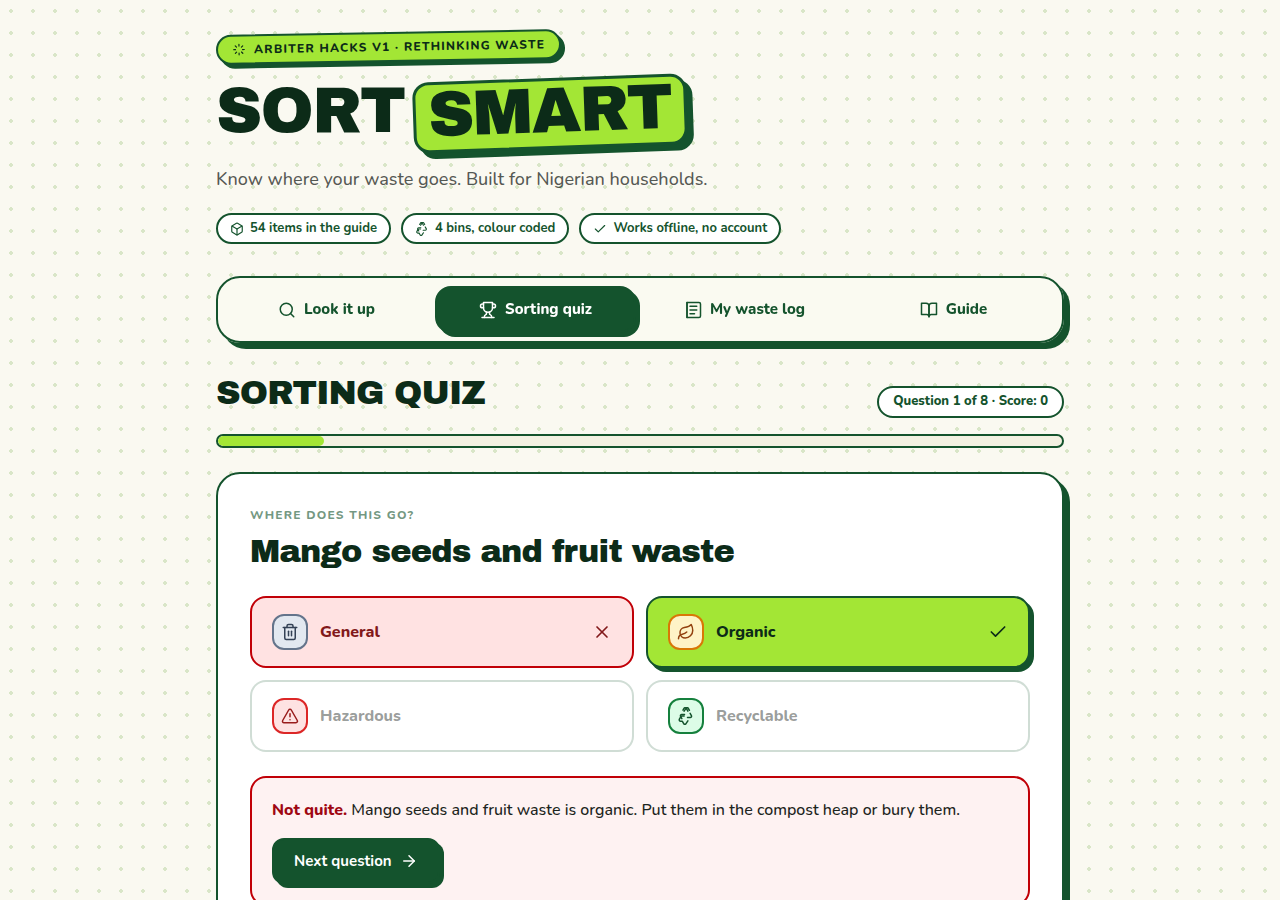 ARBITER HACKS V1 · RETHINKING WASTE
SORT SMART
Know where your waste goes. Built for Nigerian households.
54 items in the guide
4 bins, colour coded
Works offline, no account
Look it up
Sorting quiz
My waste log
Guide
SORTING QUIZ
Question 1 of 8 · Score: 0
WHERE DOES THIS GO?
Mango seeds and fruit waste
General
Organic
Hazardous
Recyclable
Not quite. Mango seeds and fruit waste is organic. Put them in the compost heap or bury them.
Next question